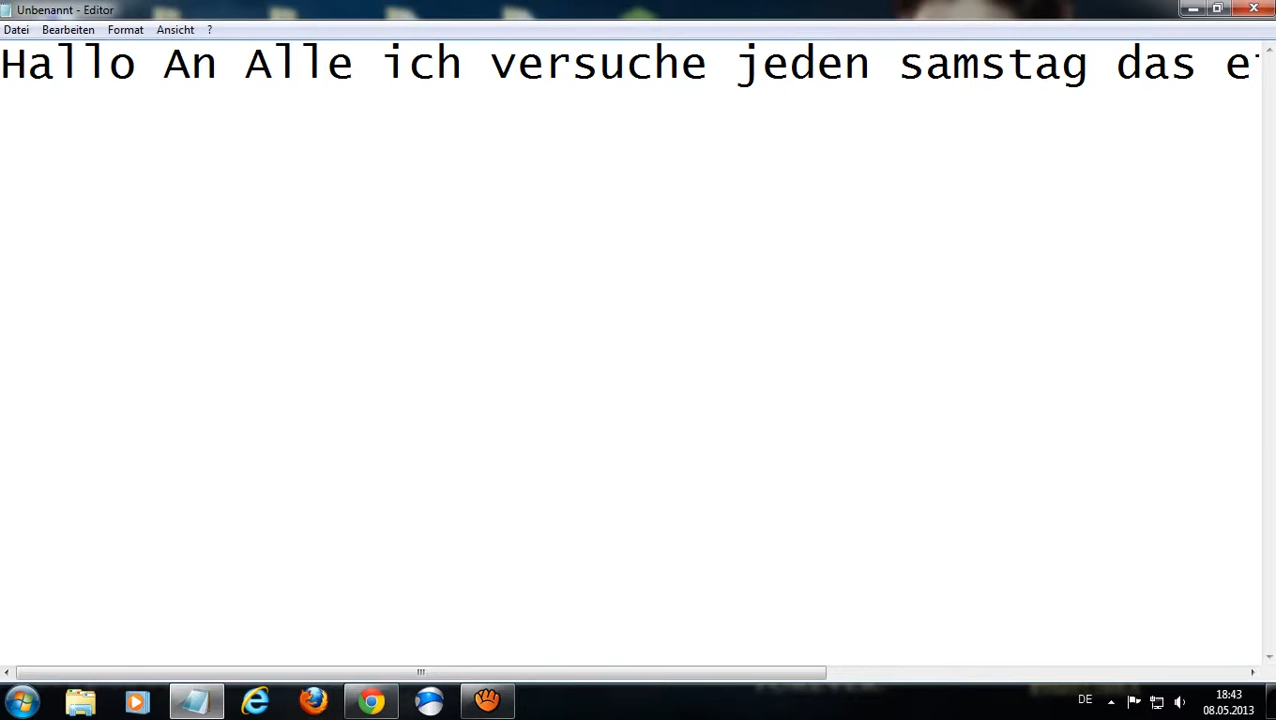 Unbenannt - Editor
Datei Bearbeiten Format Ansicht ?
Hallo An Alle ich versuche jeden samstag das
DE
18:43
08.05.2013